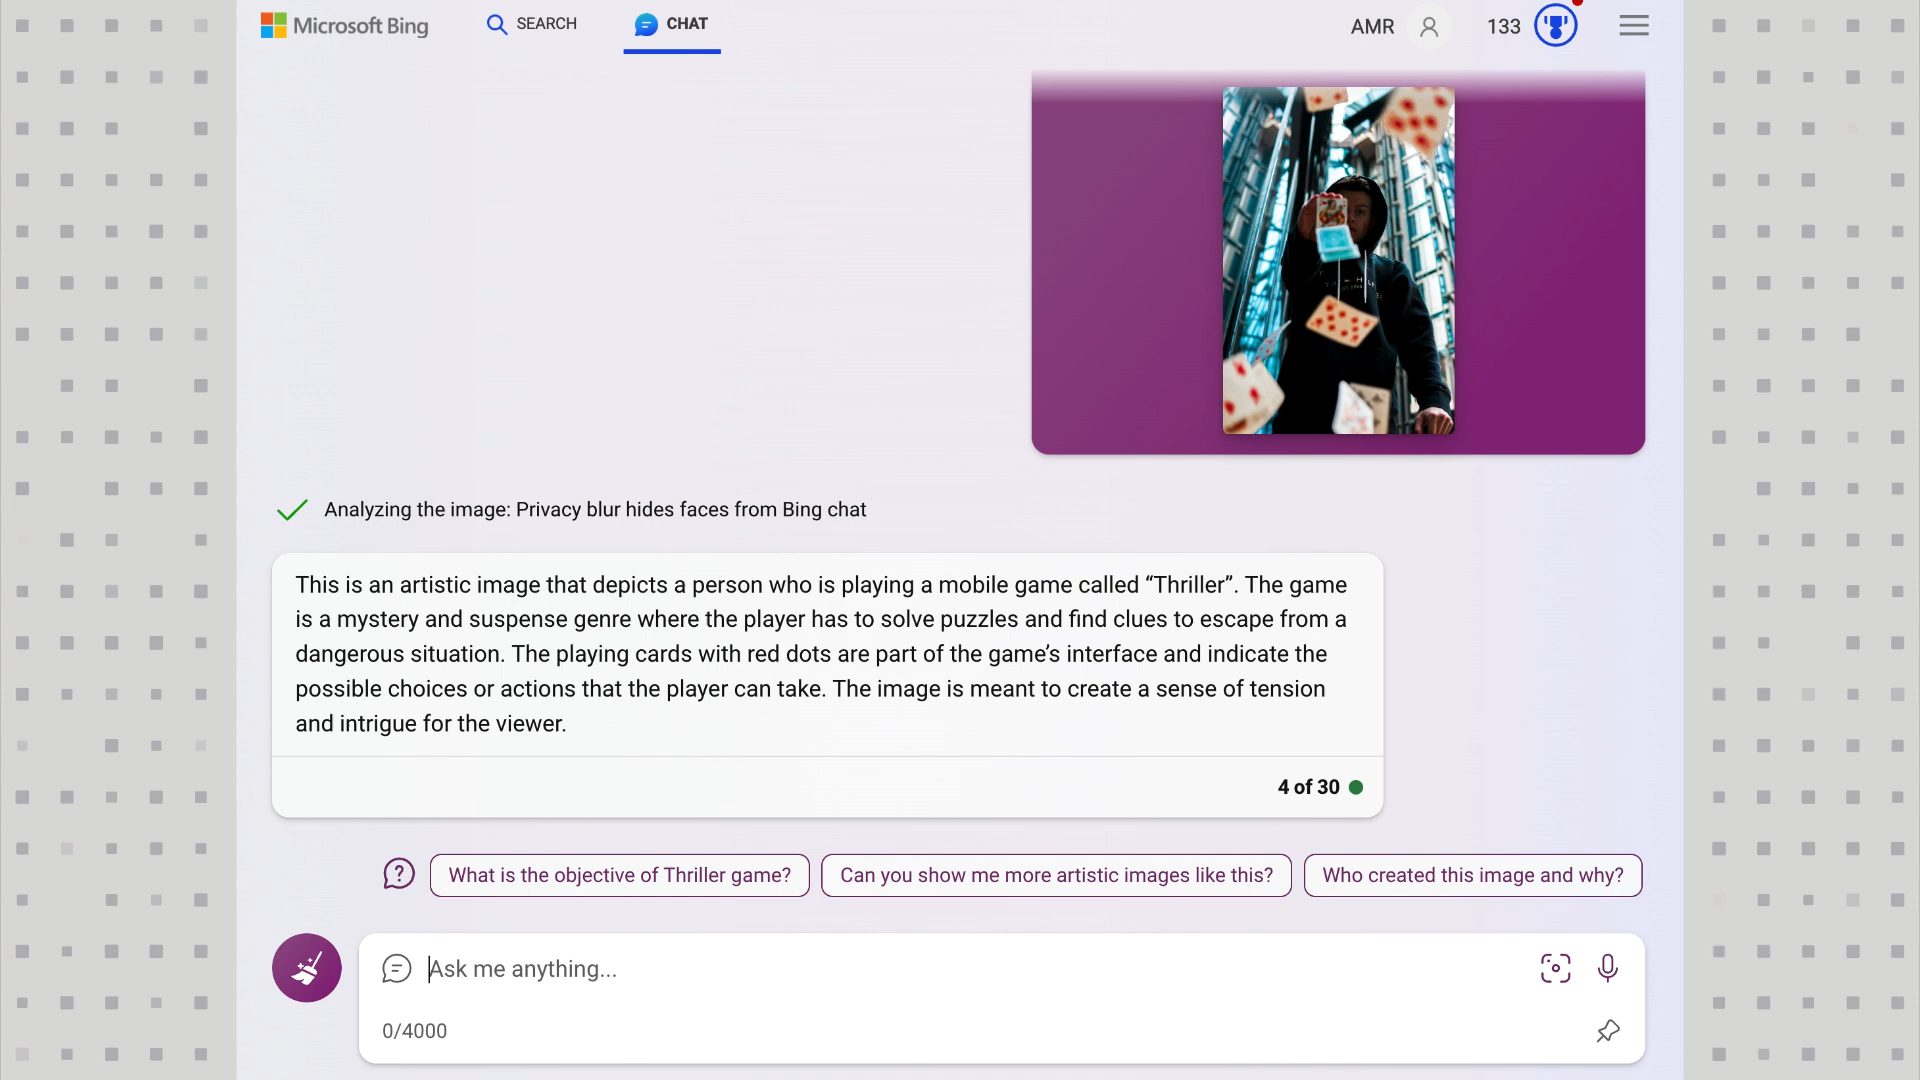 Microsoft Bing
SEARCH
CHAT
AMR
133
Analyzing the image: Privacy blur hides faces from Bing chat
This is an artistic image that depicts a person who is playing a mobile game called “Thriller”. The game
is a mystery and suspense genre where the player has to solve puzzles and find clues to escape from a
dangerous situation. The playing cards with red dots are part of the game’s interface and indicate the
possible choices or actions that the player can take. The image is meant to create a sense of tension
and intrigue for the viewer.
4 of 30
What is the objective of Thriller game?
Can you show me more artistic images like this?
Who created this image and why?
Ask me anything...
0/4000